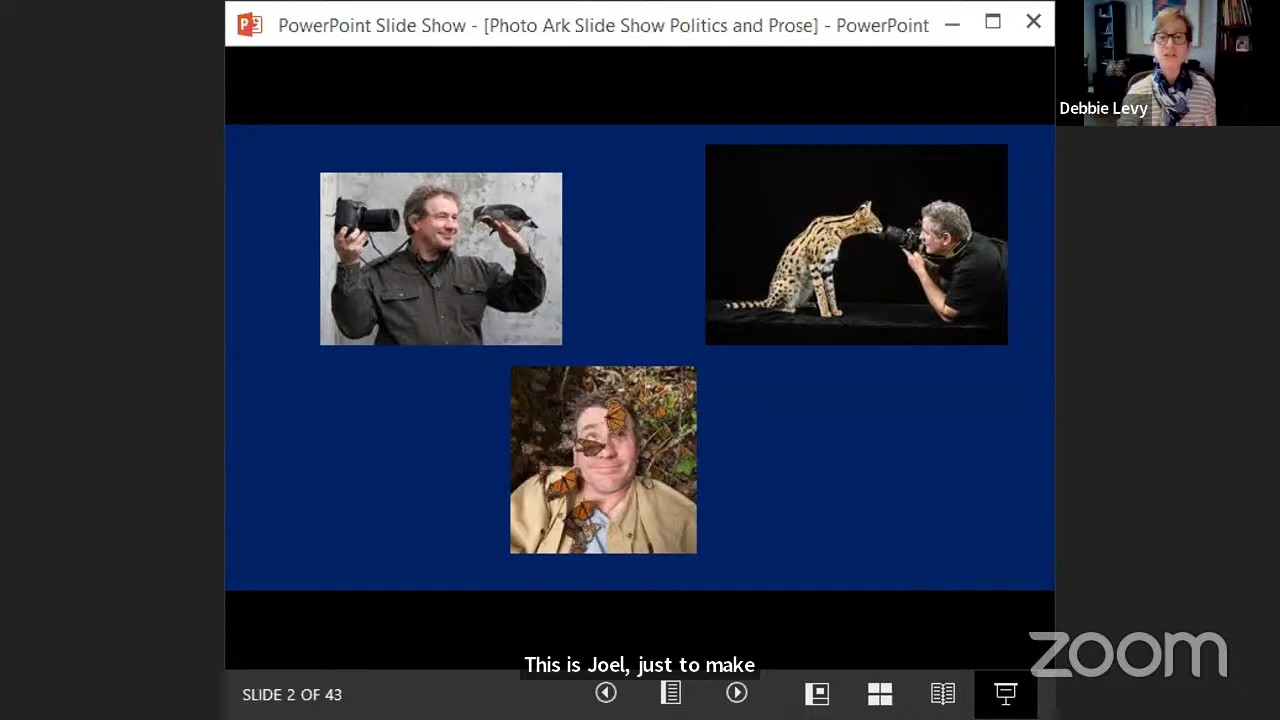 PowerPoint Slide Show - [Photo Ark Slide Show Politics and Prose] - PowerPoint
Debbie Levy
This is Joel, just to make
zoom
SLIDE 2 OF 43